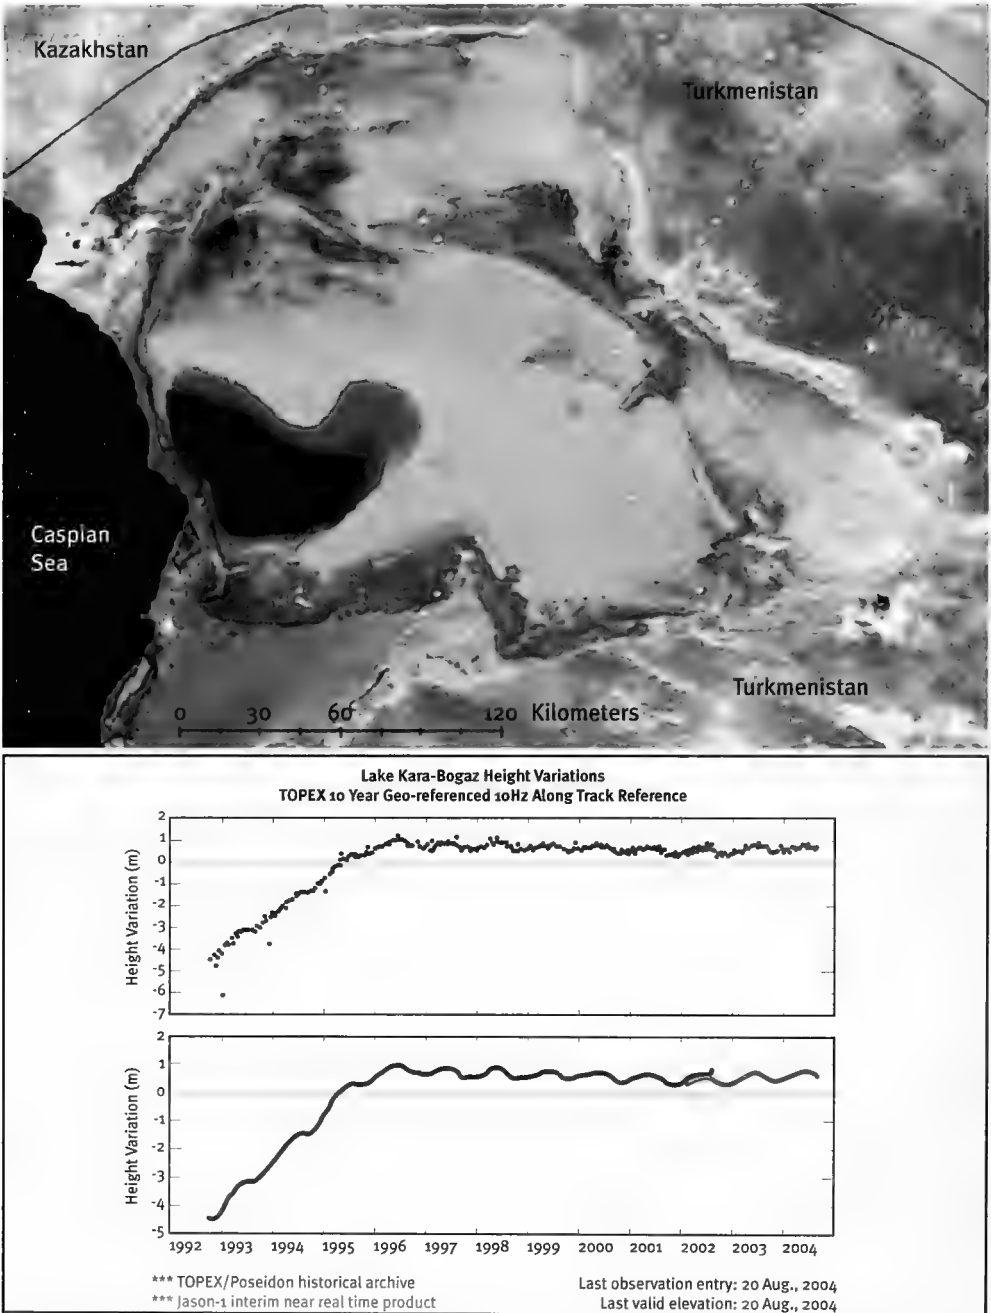 Kazakhstan
Turkmenistan
Caspian
Sea
Turkmenistan
0 30 60 120 Kilometers
Lake Kara-Bogaz Height Variations
TOPEX 10 Year Geo-referenced 10Hz Along Track Reference
Height Variation (m)
2
1
0
-1
-2
-3
-4
-5
-6
-7
Height Variation (m)
2
1
0
-1
-2
-3
-4
-5
1992 1993 1994 1995 1996 1997 1998 1999 2000 2001 2002 2003 2004
*** TOPEX/Poseidon historical archive
*** Jason-1 interim near real time product
Last observation entry: 20 Aug., 2004
Last valid elevation: 20 Aug., 2004